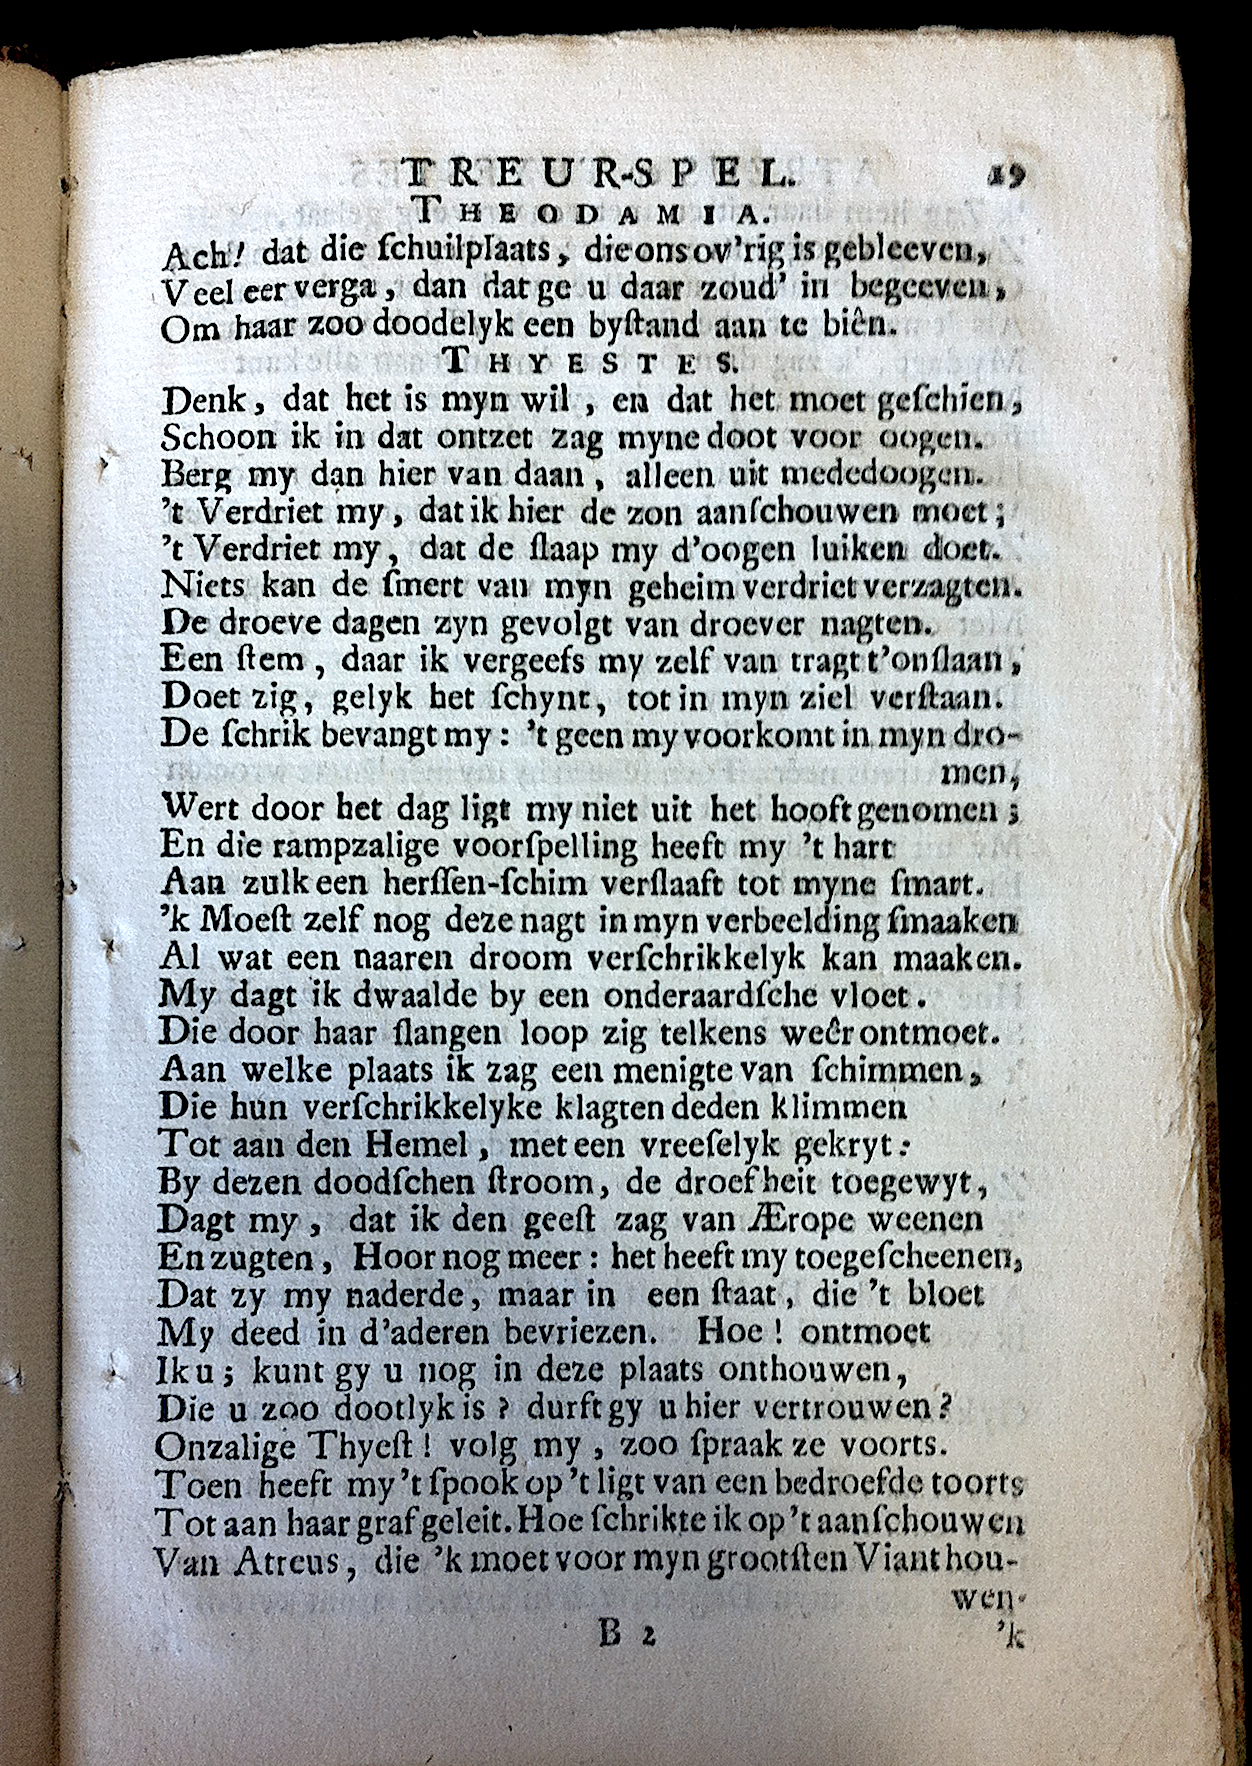 TREUR-SPEL. 19
THEODAMIA.
Ach! dat die ſchuilplaats, die ons ov'rig is gebleeven,
Veel eer verga, dan dat ge u daar zoud' in begeeven,
Om haar zoo doodelyk een byſtand aan te biên.
THYESTES.
Denk, dat het is myn wil, en dat het moet geſchien,
Schoon ik in dat ontzet zag myne doot voor oogen.
Berg my dan hier van daan, alleen uit mededoogen.
't Verdriet my, dat ik hier de zon aanſchouwen moet;
't Verdriet my, dat de ſlaap my d'oogen luiken doet.
Niets kan de ſmert van myn geheim verdriet verzagten.
De droeve dagen zyn gevolgt van droever nagten.
Een ſtem, daar ik vergeefs my zelf van tragt t'onſlaan,
Doet zig, gelyk het ſchynt, tot in myn ziel verſtaan.
De ſchrik bevangt my: 't geen my voorkomt in myn dro-
men,
Wert door het dag ligt my niet uit het hooft genomen;
En die rampzalige voorſpelling heeft my 't hart
Aan zulk een herſſen-ſchim verſlaaft tot myne ſmart.
'k Moeſt zelf nog deze nagt in myn verbeelding ſmaaken
Al wat een naaren droom verſchrikkelyk kan maaken.
My dagt ik dwaalde by een onderaardſche vloet.
Die door haar ſlangen loop zig telkens weêr ontmoet.
Aan welke plaats ik zag een menigte van ſchimmen,
Die hun verſchrikkelyke klagten deden klimmen
Tot aan den Hemel, met een vreeſelyk gekryt:
By dezen doodſchen ſtroom, de droefheit toegewyt,
Dagt my, dat ik den geeſt zag van Ærope weenen
En zugten, Hoor nog meer: het heeft my toegeſcheenen,
Dat zy my naderde, maar in een ſtaat, die 't bloet
My deed in d'aderen bevriezen. Hoe! ontmoet
Ik u; kunt gy u nog in deze plaats onthouwen,
Die u zoo dootlyk is? durft gy u hier vertrouwen?
Onzalige Thyeſt! volg my, zoo ſpraak ze voorts.
Toen heeft my 't ſpook op 't ligt van een bedroefde toorts
Tot aan haar graf geleit. Hoe ſchrikte ik op 't aanſchouwen
Van Atreus, die 'k moet voor myn grootſten Viant hou-
wen.
B 2 'k